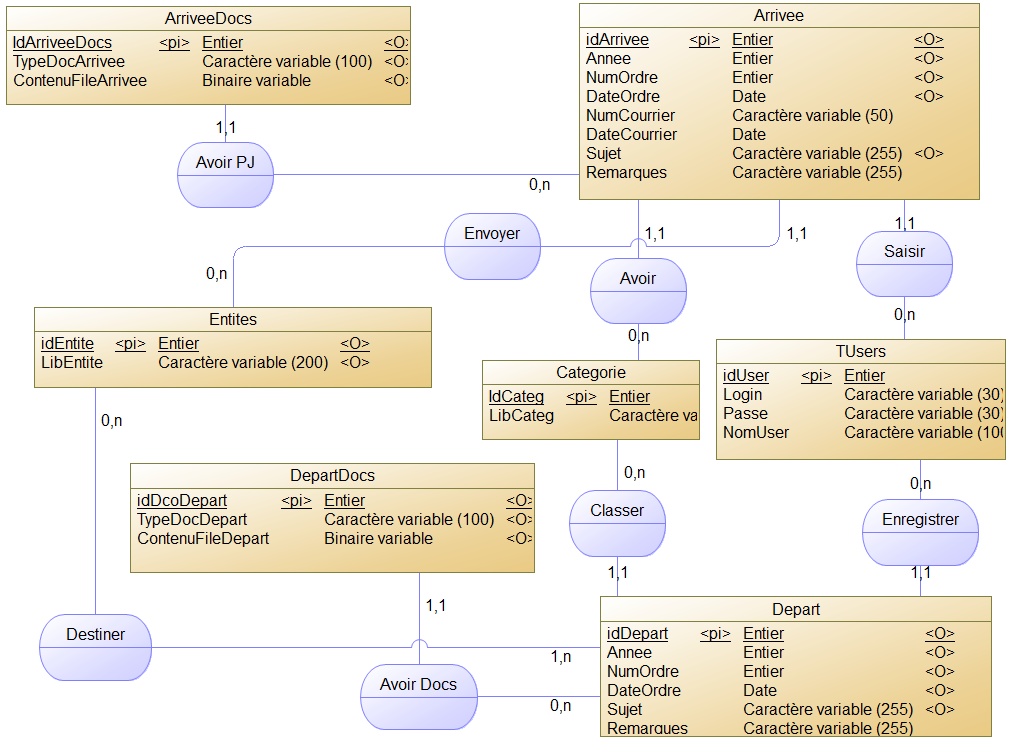 ArriveeDocs
IdArriveeDocs <pi> Entier <O>
TypeDocArrivee Caractère variable (100) <O>
ContenuFileArrivee Binaire variable <O>
Arrivee
idArrivee <pi> Entier <O>
Annee Entier <O>
NumOrdre Entier <O>
DateOrdre Date <O>
NumCourrier Caractère variable (50)
DateCourrier Date
Sujet Caractère variable (255) <O>
Remarques Caractère variable (255)
1,1
Avoir PJ
0,n
Envoyer
1,1
1,1
1,1
Saisir
0,n
Avoir
0,n
0,n
Entites
idEntite <pi> Entier <O>
LibEntite Caractère variable (200) <O>
Categorie
IdCateg <pi> Entier
LibCateg Caractère va
TUsers
idUser <pi> Entier
Login Caractère variable (30)
Passe Caractère variable (30)
NomUser Caractère variable (100
0,n
DepartDocs
idDcoDepart <pi> Entier <O>
TypeDocDepart Caractère variable (100) <O>
ContenuFileDepart Binaire variable <O>
0,n
Classer
1,1
0,n
Enregistrer
1,1
1,1
Destiner
1,n
Avoir Docs
0,n
Depart
idDepart <pi> Entier <O>
Annee Entier <O>
NumOrdre Entier <O>
DateOrdre Date <O>
Sujet Caractère variable (255) <O>
Remarques Caractère variable (255)